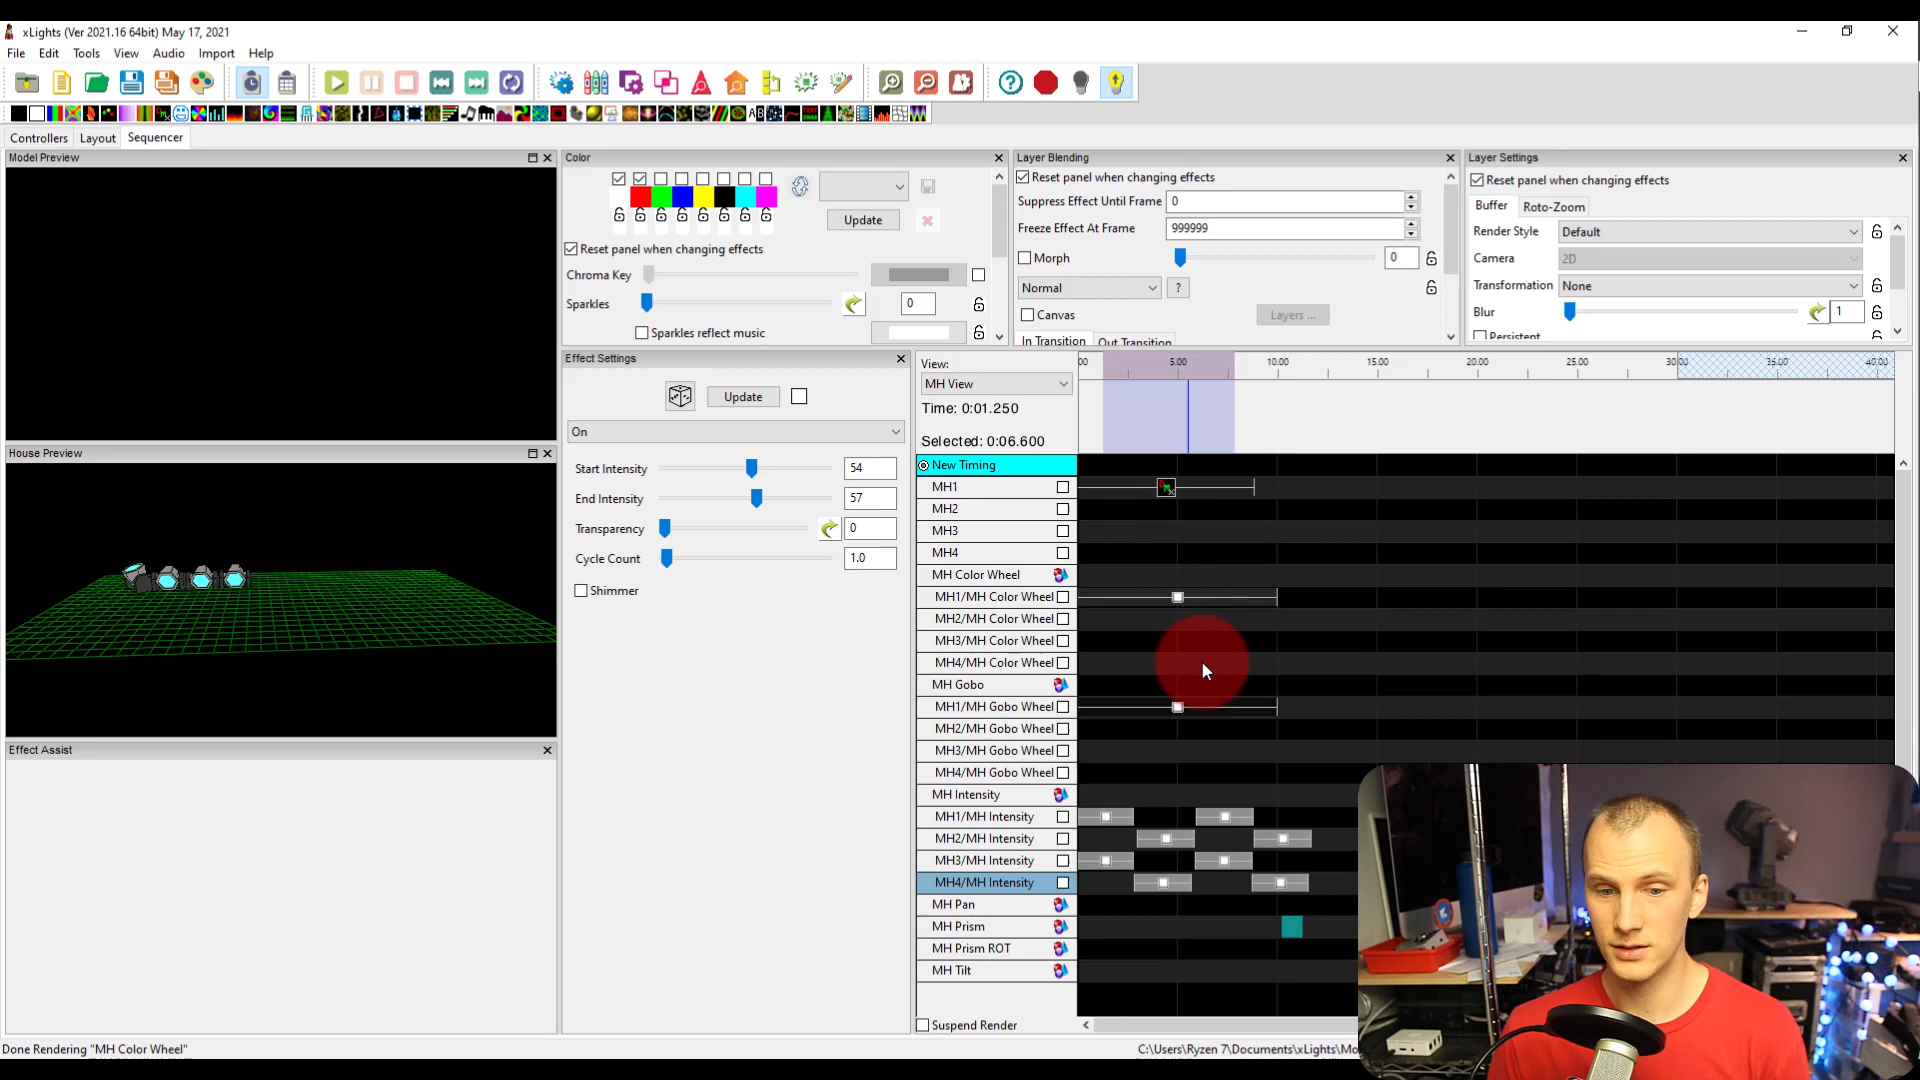 xLights (Ver 2021.16 64bit) May 17, 2021
File Edit Tools View Audio Import Help
Controllers Layout Sequencer
Model Preview
Color
Update
Reset panel when changing effects
Chroma Key
Sparkles 0
Sparkles reflect music
Layer Blending
Reset panel when changing effects
Suppress Effect Until Frame 0
Freeze Effect At Frame 999999
Morph 0
Normal ?
Canvas Layers ...
In Transition Out Transition
Layer Settings
Reset panel when changing effects
Buffer Roto-Zoom
Render Style Default
Camera 2D
Transformation None
Blur 1
Persistent
House Preview
Effect Assist
Effect Settings
Update
On
Start Intensity 54
End Intensity 57
Transparency 0
Cycle Count 1.0
Shimmer
View:
MH View
Time: 0:01.250
Selected: 0:06.600
00 5.00 10.00 15.00 20.00 25.00 30.00 35.00 40.00
New Timing
MH1
MH2
MH3
MH4
MH Color Wheel
MH1/MH Color Wheel
MH2/MH Color Wheel
MH3/MH Color Wheel
MH4/MH Color Wheel
MH Gobo
MH1/MH Gobo Wheel
MH2/MH Gobo Wheel
MH3/MH Gobo Wheel
MH4/MH Gobo Wheel
MH Intensity
MH1/MH Intensity
MH2/MH Intensity
MH3/MH Intensity
MH4/MH Intensity
MH Pan
MH Prism
MH Prism ROT
MH Tilt
Suspend Render
Done Rendering "MH Color Wheel"
C:\Users\Ryzen 7\Documents\xLights\Mo